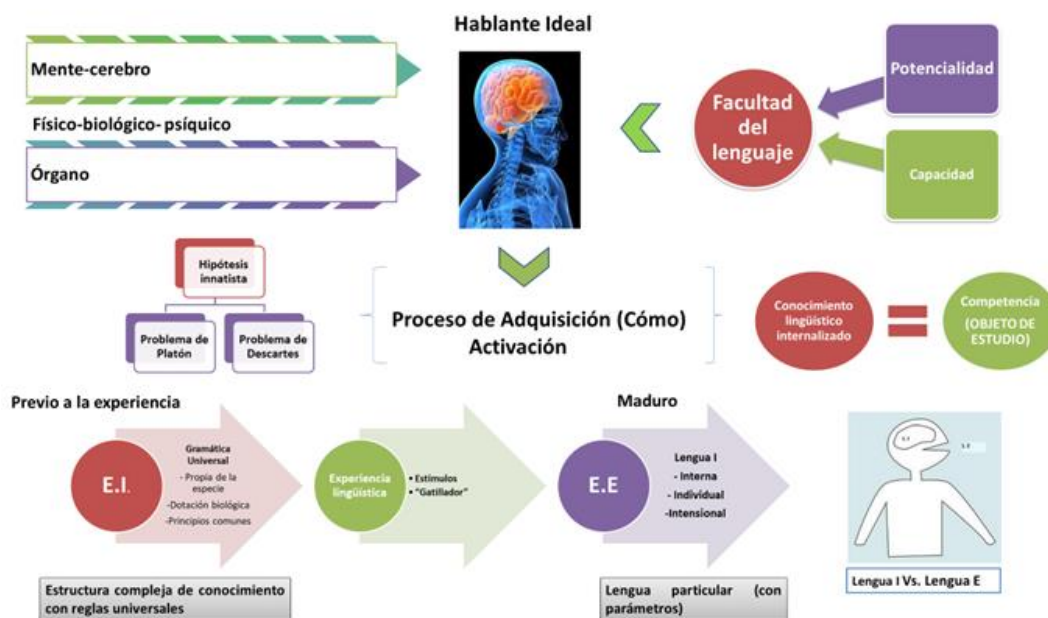 Hablante Ideal
Mente-cerebro
Físico-biológico- psíquico
Órgano
Facultad
del
lenguaje
Potencialidad
Capacidad
Hipótesis
innatista
Problema de
Platón
Problema de
Descartes
Proceso de Adquisición (Cómo)
Activación
Conocimiento
lingüístico
internalizado
Competencia
(OBJETO DE
ESTUDIO)
Previo a la experiencia
E.I.
Gramática
Universal
- Propia de la
especie
-Dotación biológica
-Principios comunes
Experiencia
lingüística
• Estímulos
• "Gatillador"
Maduro
E.E
Lengua I
- Interna
- Individual
-Intensional
Estructura compleja de conocimiento
con reglas universales
Lengua particular (con
parámetros)
Lengua I Vs. Lengua E